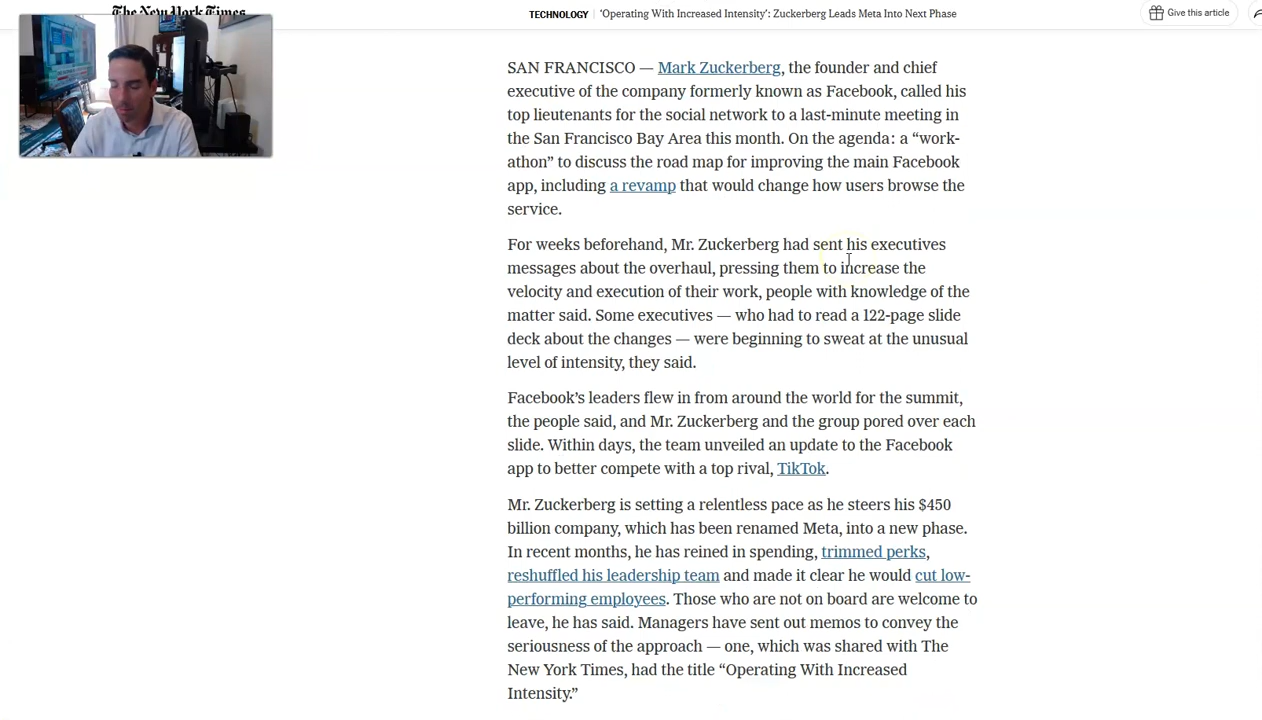 The New York Times
TECHNOLOGY | ‘Operating With Increased Intensity’: Zuckerberg Leads Meta Into Next Phase
Give this article
SAN FRANCISCO — Mark Zuckerberg, the founder and chief
executive of the company formerly known as Facebook, called his
top lieutenants for the social network to a last-minute meeting in
the San Francisco Bay Area this month. On the agenda: a “work-
athon” to discuss the road map for improving the main Facebook
app, including a revamp that would change how users browse the
service.
For weeks beforehand, Mr. Zuckerberg had sent his executives
messages about the overhaul, pressing them to increase the
velocity and execution of their work, people with knowledge of the
matter said. Some executives — who had to read a 122-page slide
deck about the changes — were beginning to sweat at the unusual
level of intensity, they said.
Facebook’s leaders flew in from around the world for the summit,
the people said, and Mr. Zuckerberg and the group pored over each
slide. Within days, the team unveiled an update to the Facebook
app to better compete with a top rival, TikTok.
Mr. Zuckerberg is setting a relentless pace as he steers his $450
billion company, which has been renamed Meta, into a new phase.
In recent months, he has reined in spending, trimmed perks,
reshuffled his leadership team and made it clear he would cut low-
performing employees. Those who are not on board are welcome to
leave, he has said. Managers have sent out memos to convey the
seriousness of the approach — one, which was shared with The
New York Times, had the title “Operating With Increased
Intensity.”